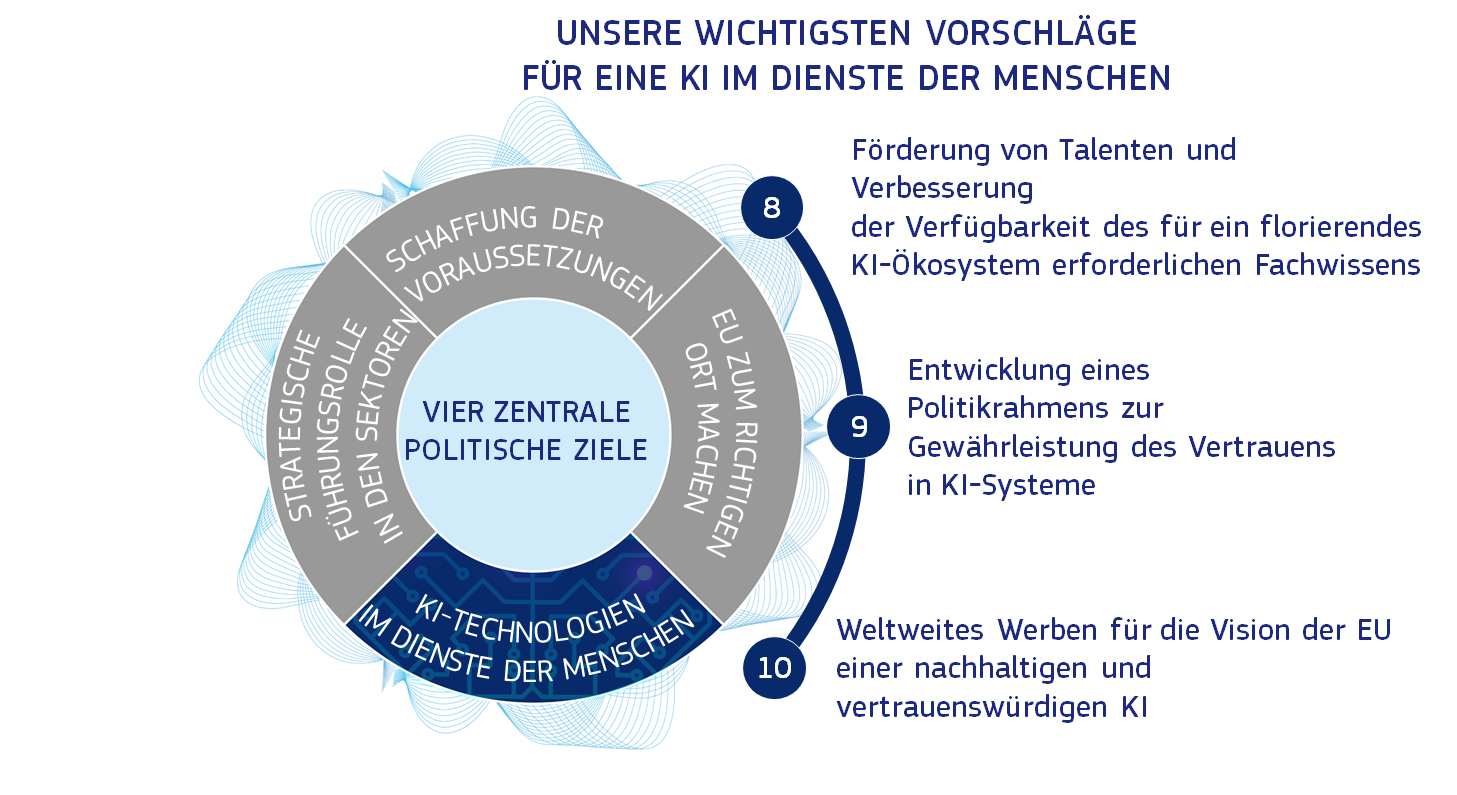 UNSERE WICHTIGSTEN VORSCHLÄGE
FÜR EINE KI IM DIENSTE DER MENSCHEN
SCHAFFUNG DER
VORAUSSETZUNGEN
EU ZUM RICHTIGEN
ORT MACHEN
KI-TECHNOLOGIEN
IM DIENSTE DER MENSCHEN
STRATEGISCHE
FÜHRUNGSROLLE
IN DEN SEKTOREN
VIER ZENTRALE
POLITISCHE ZIELE
8
Förderung von Talenten und
Verbesserung
der Verfügbarkeit des für ein florierendes
KI-Ökosystem erforderlichen Fachwissens
9
Entwicklung eines
Politikrahmens zur
Gewährleistung des Vertrauens
in KI-Systeme
10
Weltweites Werben für die Vision der EU
einer nachhaltigen und
vertrauenswürdigen KI